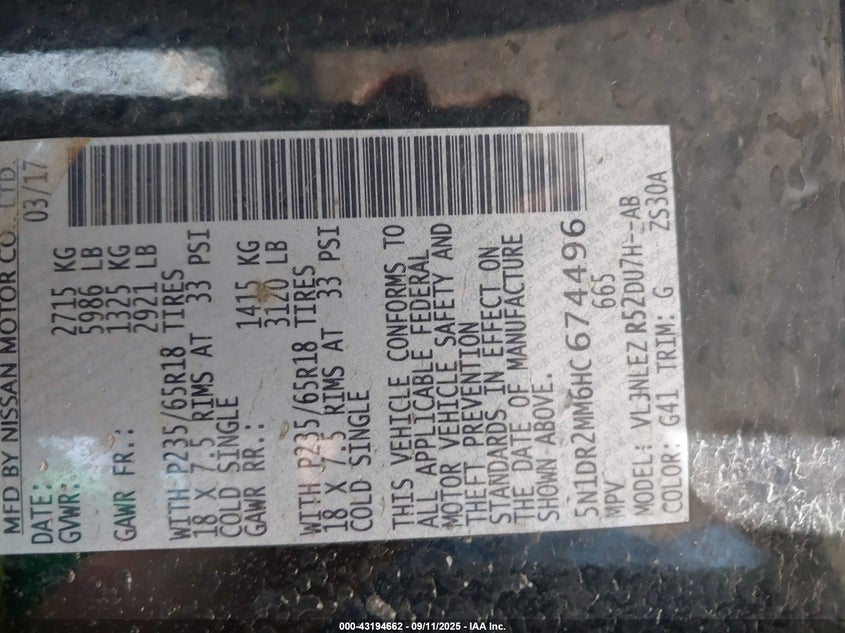 MFD BY NISSAN MOTOR CO., LTD.
DATE: 03/17
GVWR: 2715 KG
5986 LB
GAWR FR.: 1325 KG
2921 LB
WITH P235/65R18 TIRES
18 X 7.5 RIMS AT 33 PSI
COLD SINGLE
GAWR RR.: 1415 KG
3120 LB
WITH P235/65R18 TIRES
18 X 7.5 RIMS AT 33 PSI
COLD SINGLE
THIS VEHICLE CONFORMS TO
ALL APPLICABLE FEDERAL
MOTOR VEHICLE SAFETY AND
THEFT PREVENTION
STANDARDS IN EFFECT ON
THE DATE OF MANUFACTURE
SHOWN ABOVE.
5N1DR2MM6HC674496
MPV 665
MODEL: VLJNLEZ R52DU7H--AB
COLOR: G41 TRIM: G ZS30A
000-43194662 - 09/11/2025 - IAA Inc.